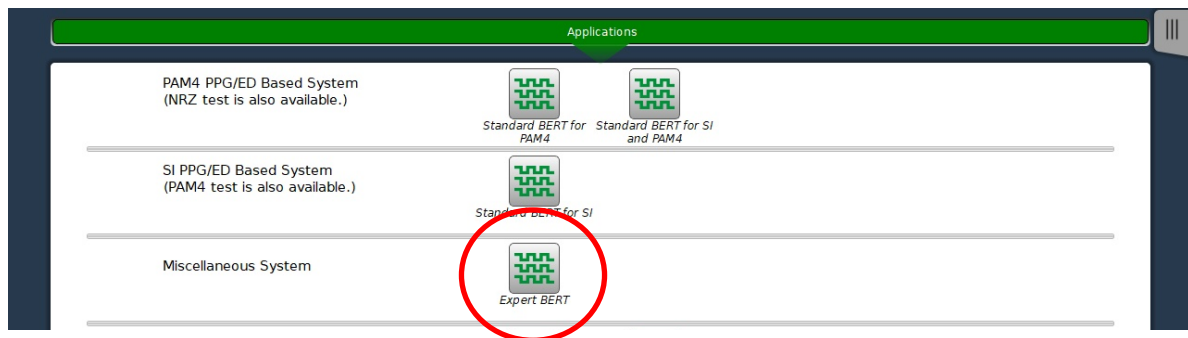 Applications
PAM4 PPG/ED Based System
(NRZ test is also available.)
Standard BERT for
PAM4
Standard BERT for SI
and PAM4
SI PPG/ED Based System
(PAM4 test is also available.)
Standard BERT for SI
Miscellaneous System
Expert BERT